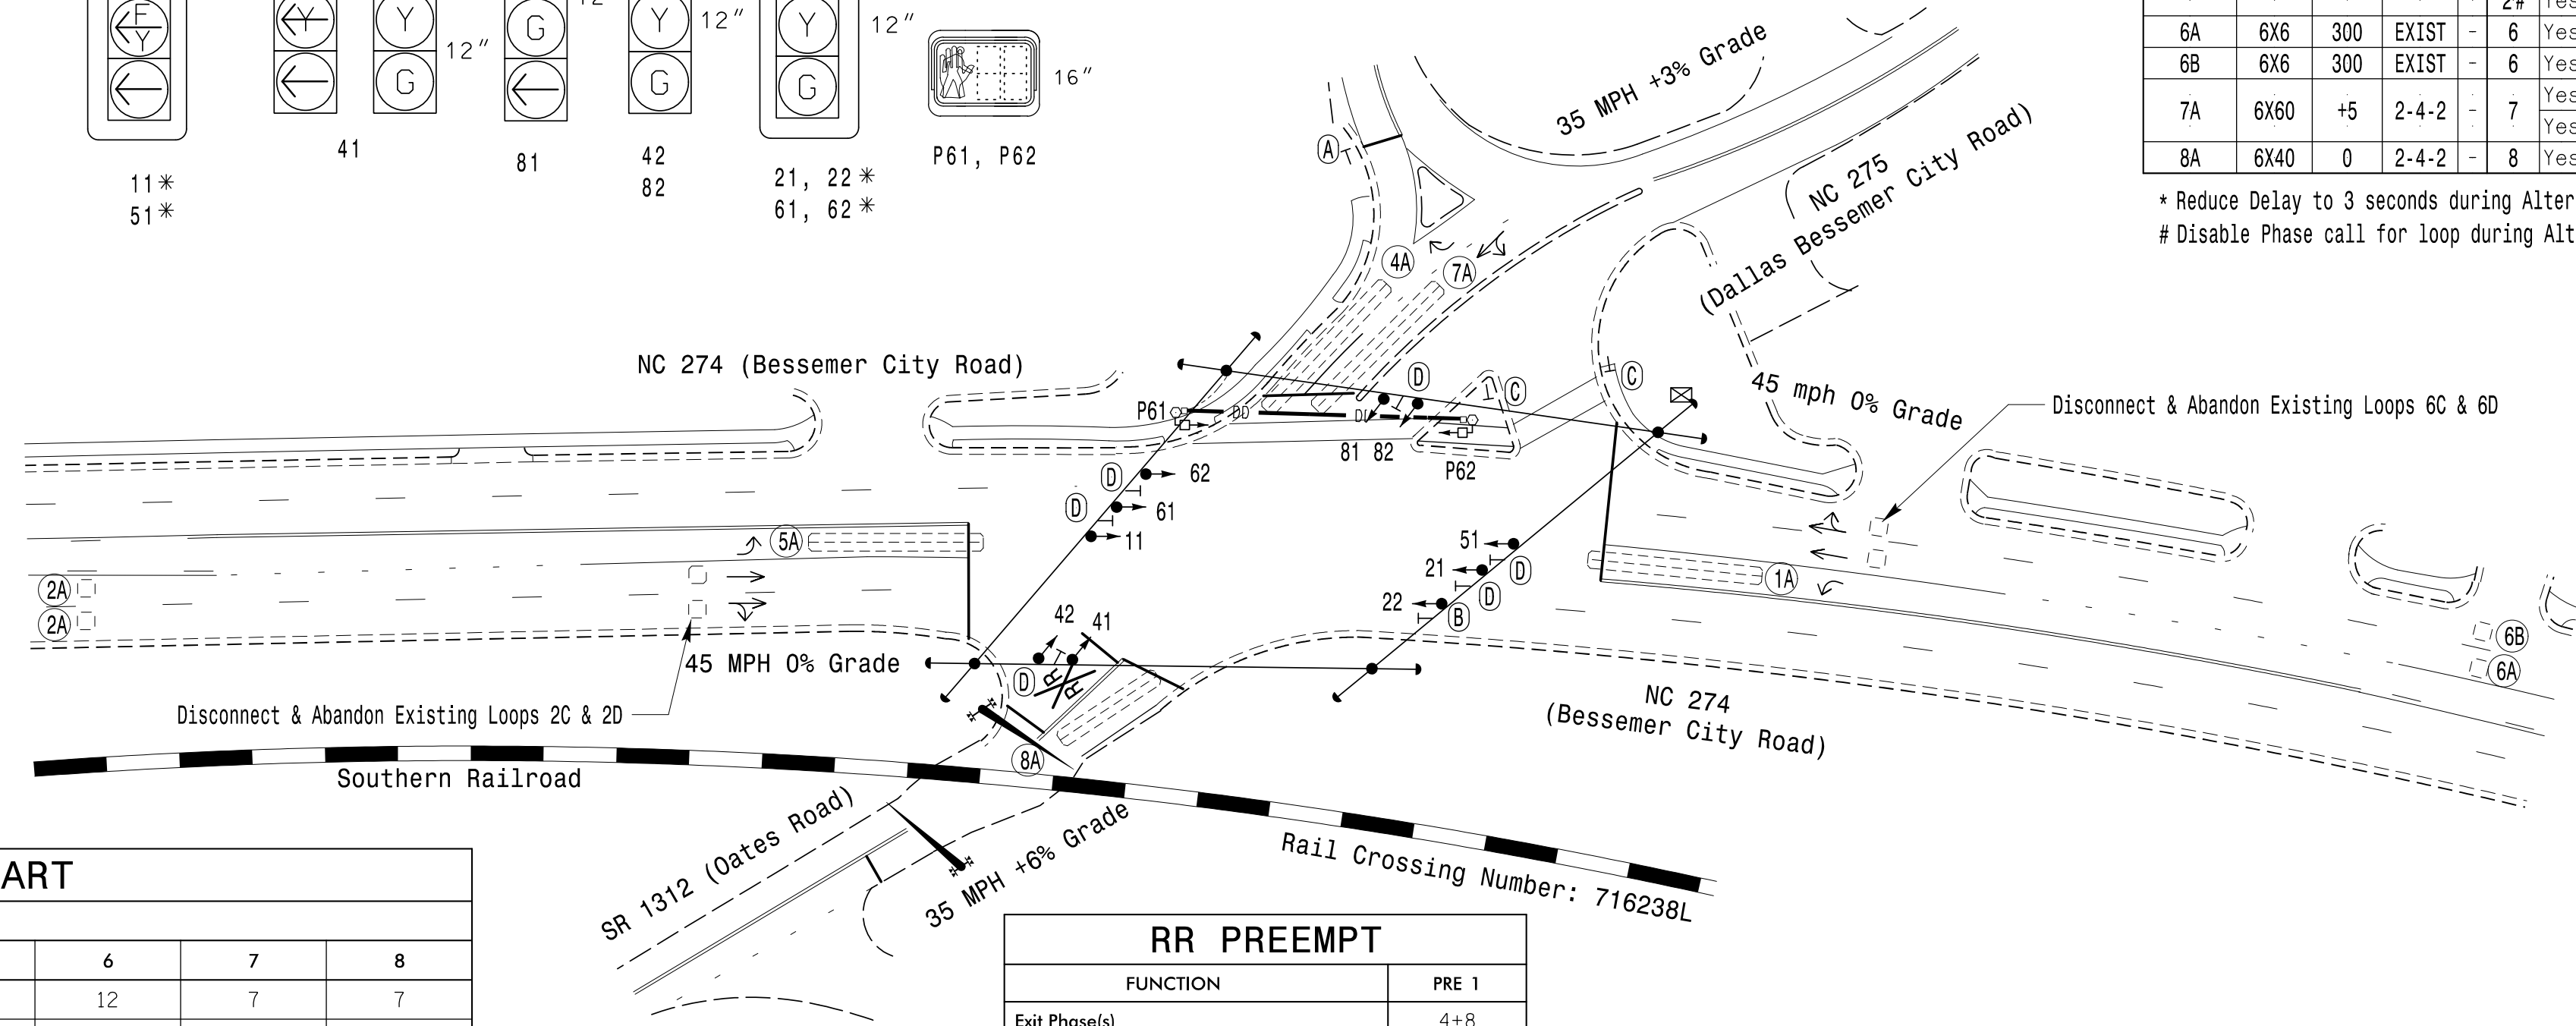 F
Y
Y
Y
G
12"
G
Y
G
12"
Y
G
12"
16"
41
81
42
82
11*
51*
21, 22*
61, 62*
P61, P62
2# Yes
6A 6X6 300 EXIST - 6 Yes
6B 6X6 300 EXIST - 6 Yes
7A 6X60 +5 2-4-2 - 7 Yes
Yes
8A 6X40 0 2-4-2 - 8 Yes
* Reduce Delay to 3 seconds during Alter
# Disable Phase call for loop during Alt
35 MPH +3% Grade
NC 275
(Dallas Bessemer City Road)
A
4A
7A
NC 274 (Bessemer City Road)
45 mph 0% Grade
Disconnect & Abandon Existing Loops 6C & 6D
P61
DD
D
C
C
81 82
P62
D
62
D
61
11
5A
51
D
21
D
22
B
1A
2A
2A
42
41
D
R
R
45 MPH 0% Grade
6B
6A
Disconnect & Abandon Existing Loops 2C & 2D
NC 274
(Bessemer City Road)
8A
Southern Railroad
SR 1312 (Oates Road)
35 MPH +6% Grade
Rail Crossing Number: 716238L
ART
6 7 8
12 7 7
RR PREEMPT
FUNCTION PRE 1
Exit Phase(s) 4+8